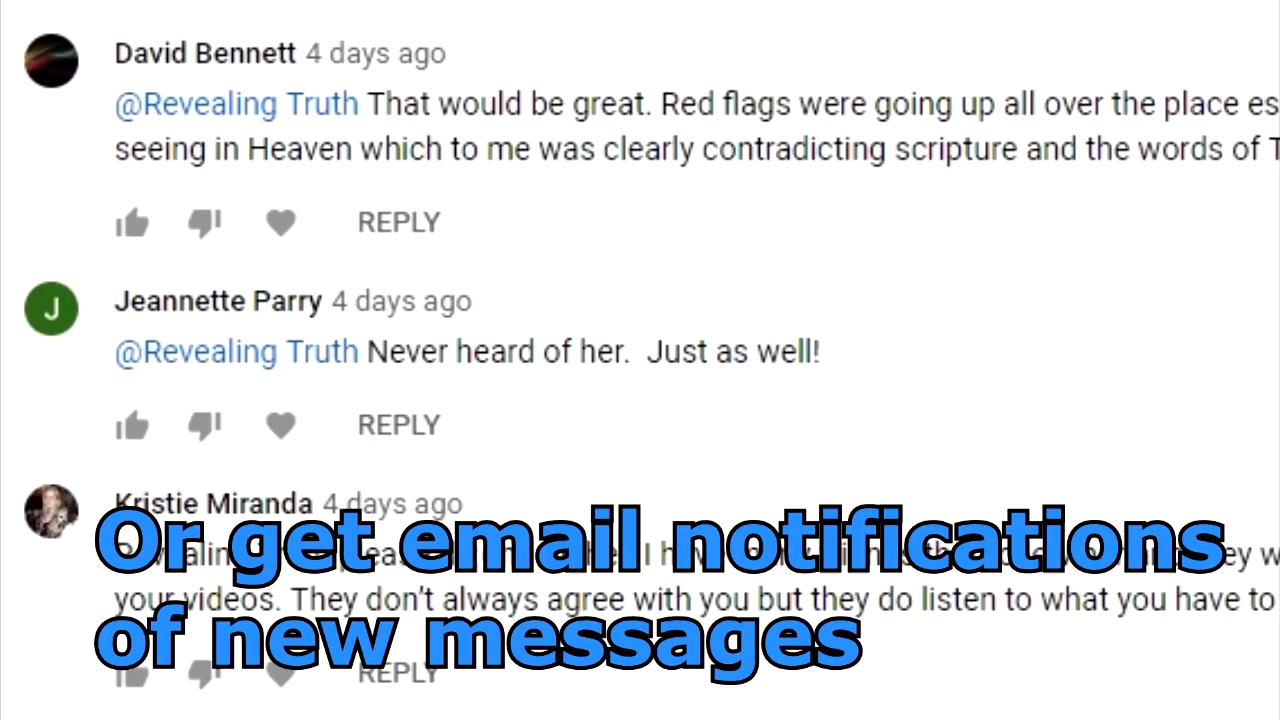 David Bennett 4 days ago
@Revealing Truth That would be great. Red flags were going up all over the place es
seeing in Heaven which to me was clearly contradicting scripture and the words of T
REPLY
J
Jeannette Parry 4 days ago
@Revealing Truth Never heard of her. Just as well!
REPLY
Kristie Miranda 4 days ago
Or get email notifications
your videos. They don't always agree with you but they do listen to what you have to
of new messages
REPLY